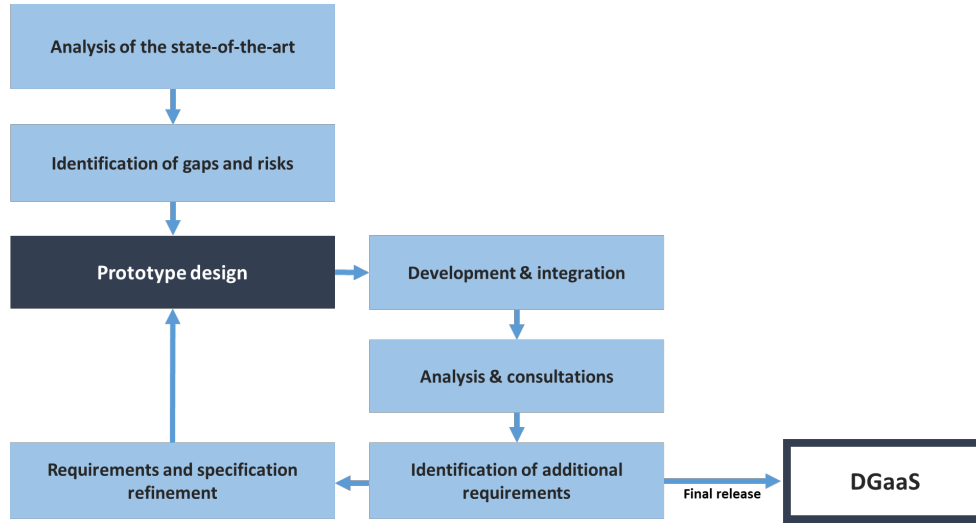 Analysis of the state-of-the-art
Identification of gaps and risks
Prototype design
Development & integration
Analysis & consultations
Requirements and specification
refinement
Identification of additional
requirements
Final release
DGaaS